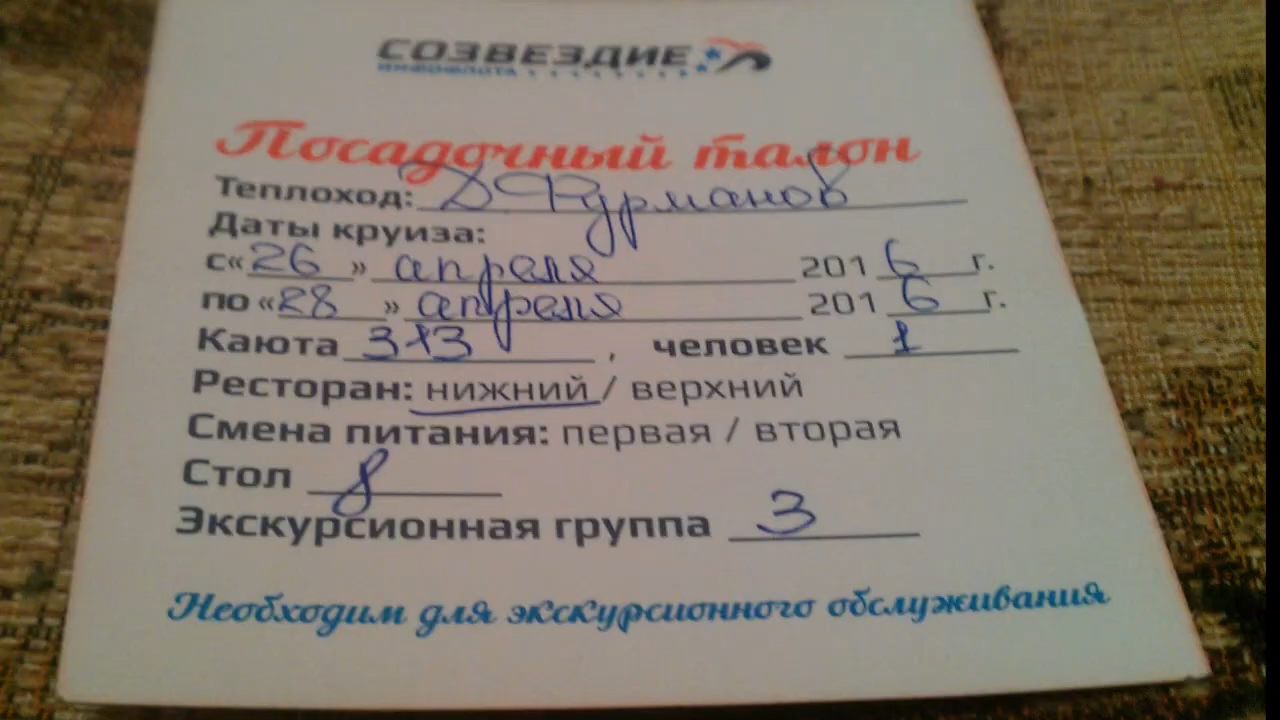 СОЗВЕЗДИЕ
ИНФОФЛОТА
Посадочный талон
Теплоход: Д Фурманов
Даты круиза:
с «26» апреля 2016 г.
по «28» апреля 2016 г.
Каюта 313, человек 1
Ресторан: нижний / верхний
Смена питания: первая / вторая
Стол 8
Экскурсионная группа 3
Необходим для экскурсионного обслуживания